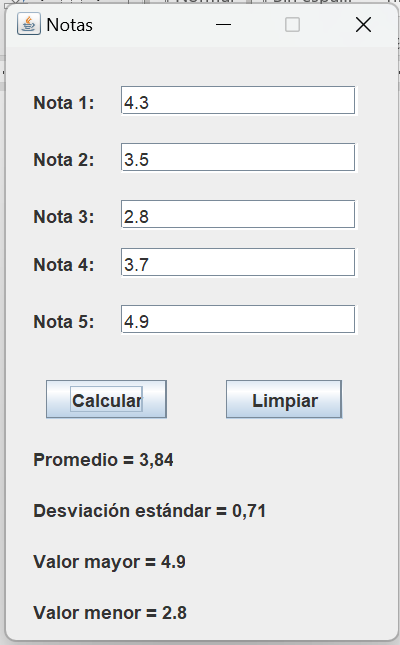 Notas
Nota 1: 4.3
Nota 2: 3.5
Nota 3: 2.8
Nota 4: 3.7
Nota 5: 4.9
Calcular Limpiar
Promedio = 3,84
Desviación estándar = 0,71
Valor mayor = 4.9
Valor menor = 2.8